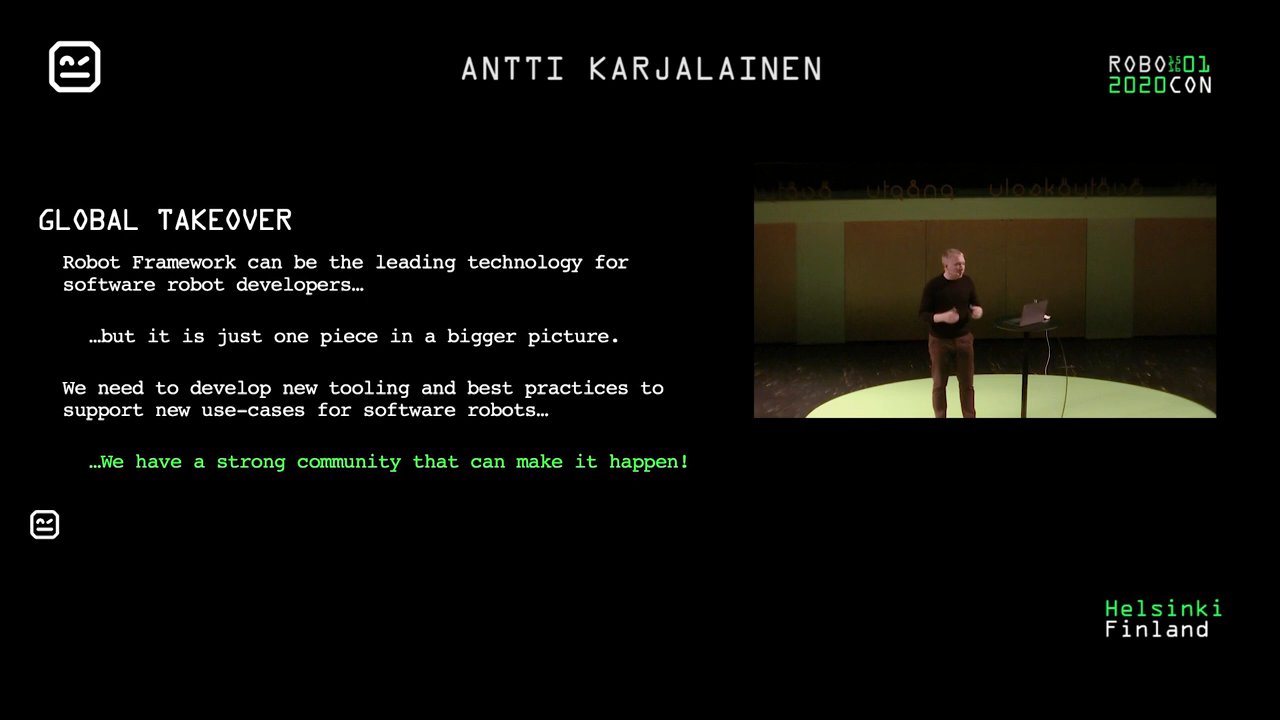 ANTTI KARJALAINEN
ROBO 01
2020CON
GLOBAL TAKEOVER
Robot Framework can be the leading technology for
software robot developers…
…but it is just one piece in a bigger picture.
We need to develop new tooling and best practices to
support new use-cases for software robots…
…We have a strong community that can make it happen!
Helsinki
Finland